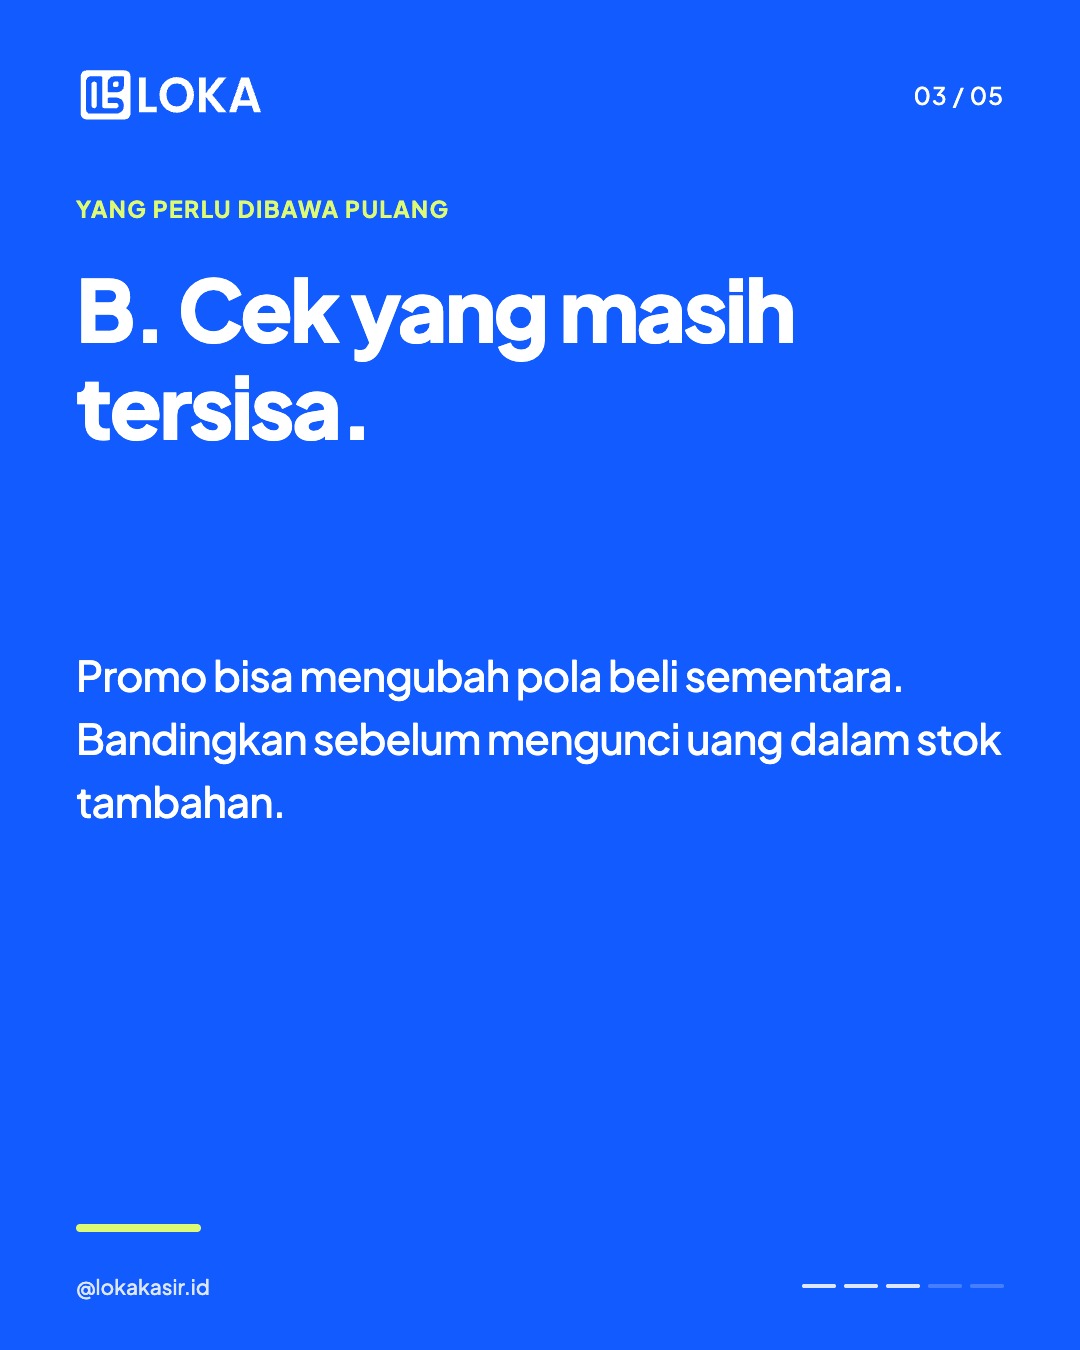 LOKA
03 / 05
YANG PERLU DIBAWA PULANG
B. Cek yang masih
tersisa.
Promo bisa mengubah pola beli sementara.
Bandingkan sebelum mengunci uang dalam stok
tambahan.
@lokakasir.id